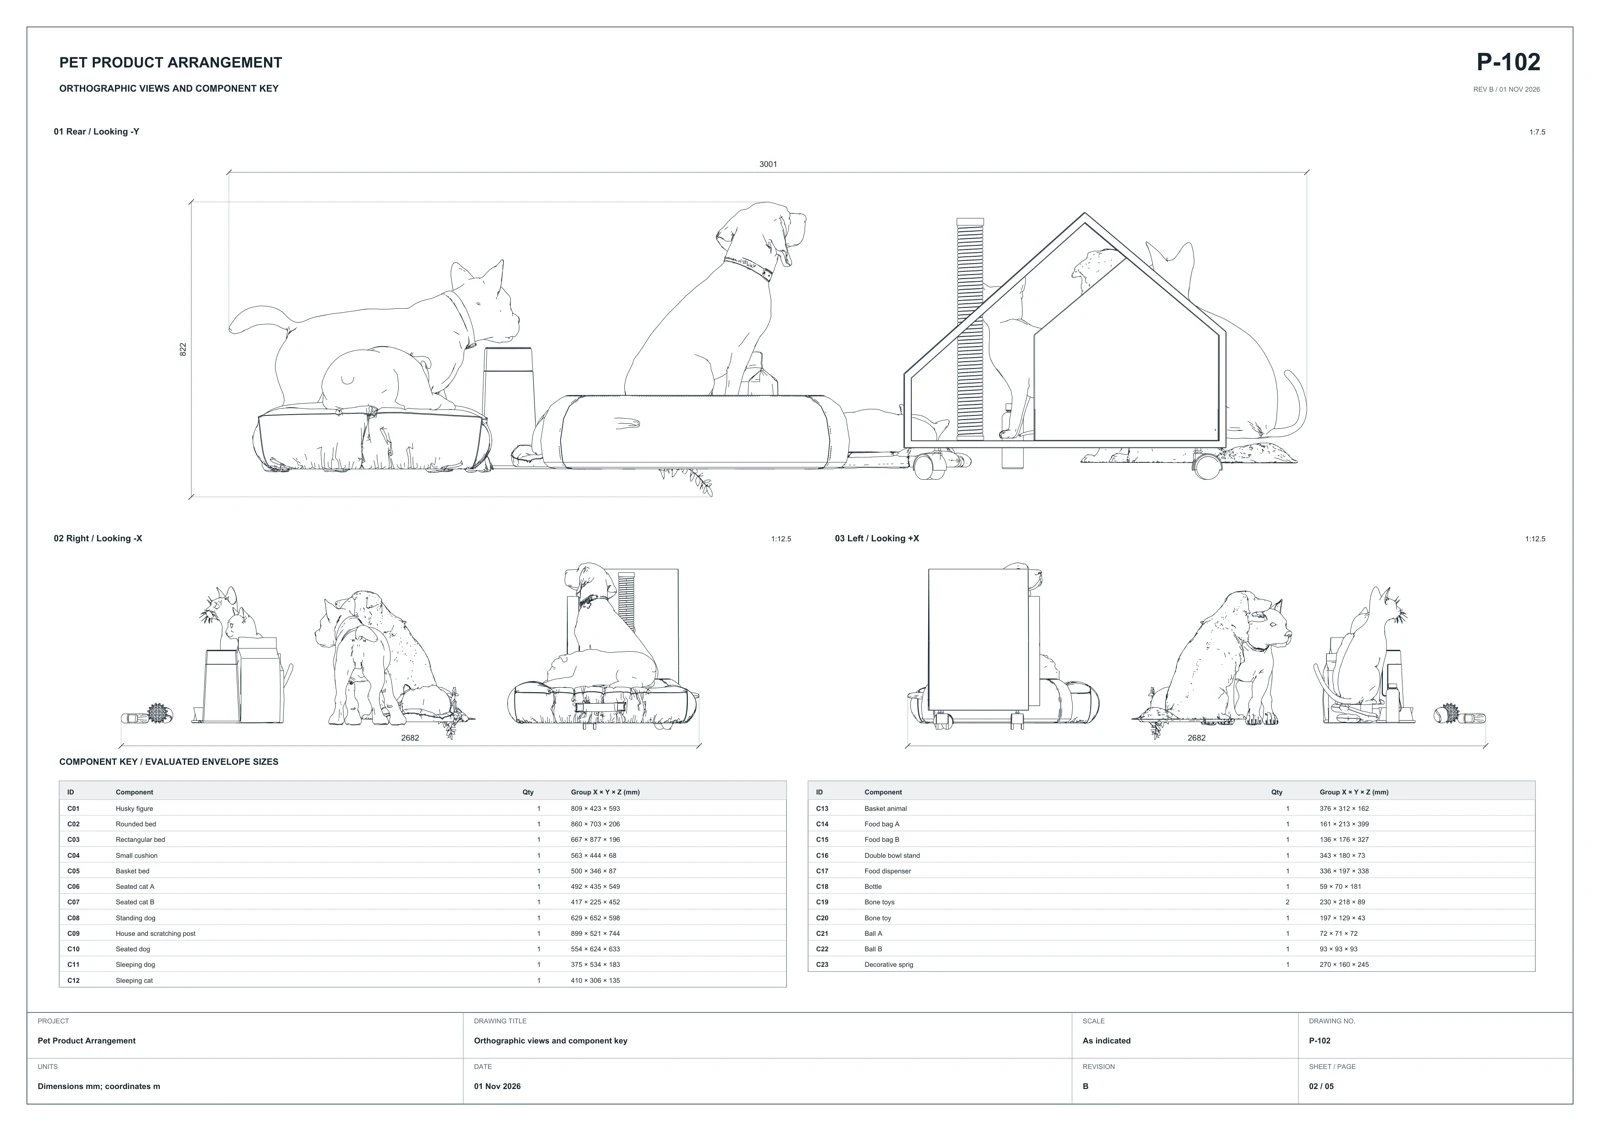 PET PRODUCT ARRANGEMENT
P-102
ORTHOGRAPHIC VIEWS AND COMPONENT KEY
REV B / 01 NOV 2026
01 Rear / Looking -Y
1:7.5
3001
822
02 Right / Looking -X
1:12.5
03 Left / Looking +X
1:12.5
2682
2682
COMPONENT KEY / EVALUATED ENVELOPE SIZES
ID Component Qty Group X × Y × Z (mm)
C01 Husky figure 1 809 × 423 × 593
C02 Rounded bed 1 860 × 703 × 206
C03 Rectangular bed 1 667 × 877 × 196
C04 Small cushion 1 563 × 444 × 68
C05 Basket bed 1 500 × 346 × 87
C06 Seated cat A 1 492 × 435 × 549
C07 Seated cat B 1 417 × 225 × 452
C08 Standing dog 1 629 × 652 × 598
C09 House and scratching post 1 899 × 521 × 744
C10 Seated dog 1 554 × 624 × 633
C11 Sleeping dog 1 375 × 534 × 183
C12 Sleeping cat 1 410 × 306 × 135
ID Component Qty Group X × Y × Z (mm)
C13 Basket animal 1 376 × 312 × 162
C14 Food bag A 1 161 × 213 × 399
C15 Food bag B 1 136 × 176 × 327
C16 Double bowl stand 1 343 × 180 × 73
C17 Food dispenser 1 336 × 197 × 338
C18 Bottle 1 59 × 70 × 181
C19 Bone toys 2 230 × 218 × 89
C20 Bone toy 1 197 × 129 × 43
C21 Ball A 1 72 × 71 × 72
C22 Ball B 1 93 × 93 × 93
C23 Decorative sprig 1 270 × 160 × 245
PROJECT
Pet Product Arrangement
DRAWING TITLE
Orthographic views and component key
SCALE
As indicated
DRAWING NO.
P-102
UNITS
Dimensions mm; coordinates m
DATE
01 Nov 2026
REVISION
B
SHEET / PAGE
02 / 05